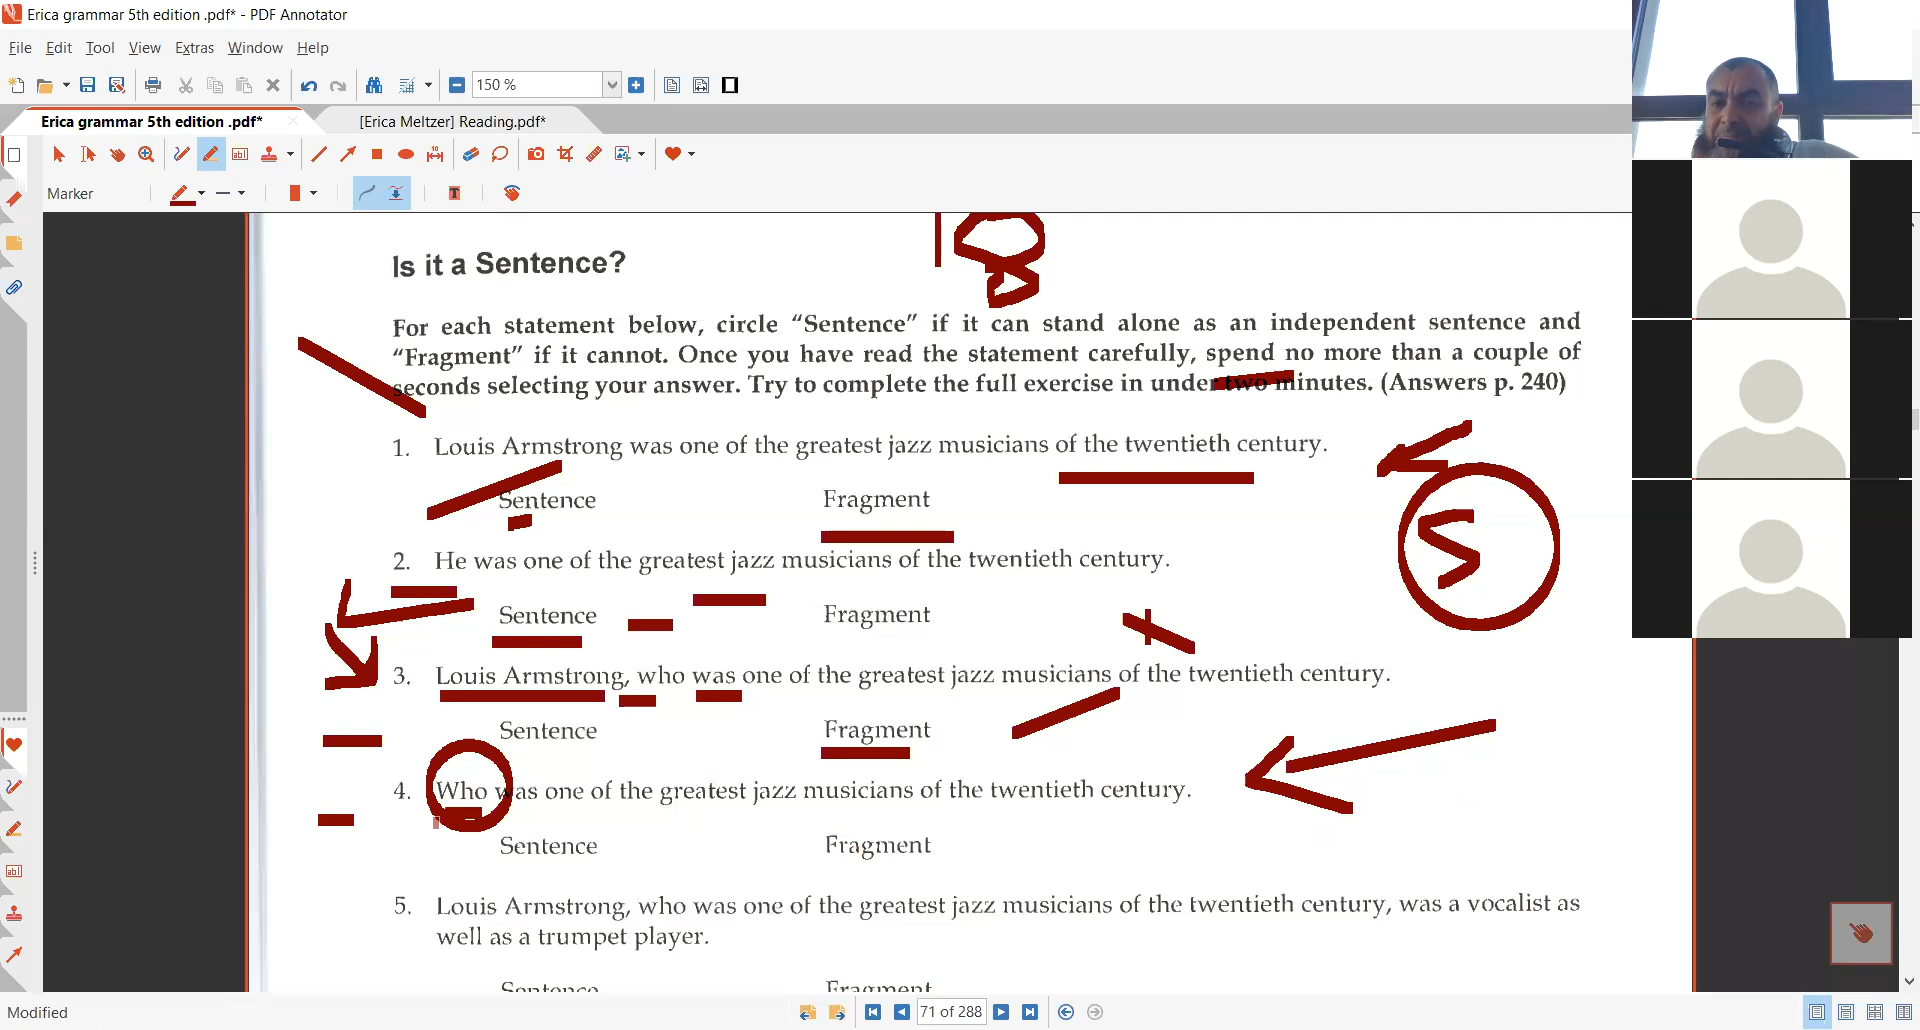 Erica grammar 5th edition .pdf* - PDF Annotator
File Edit Tool View Extras Window Help
150 %
Erica grammar 5th edition .pdf* [Erica Meltzer] Reading.pdf*
Marker
Is it a Sentence?
For each statement below, circle “Sentence” if it can stand alone as an independent sentence and
“Fragment” if it cannot. Once you have read the statement carefully, spend no more than a couple of
seconds selecting your answer. Try to complete the full exercise in under two minutes. (Answers p. 240)
1. Louis Armstrong was one of the greatest jazz musicians of the twentieth century.
Sentence Fragment
S
2. He was one of the greatest jazz musicians of the twentieth century.
Sentence Fragment
3. Louis Armstrong, who was one of the greatest jazz musicians of the twentieth century.
Sentence Fragment
4. Who was one of the greatest jazz musicians of the twentieth century.
Sentence Fragment
5. Louis Armstrong, who was one of the greatest jazz musicians of the twentieth century, was a vocalist as
well as a trumpet player.
Sentence Fragment
Modified
71 of 288